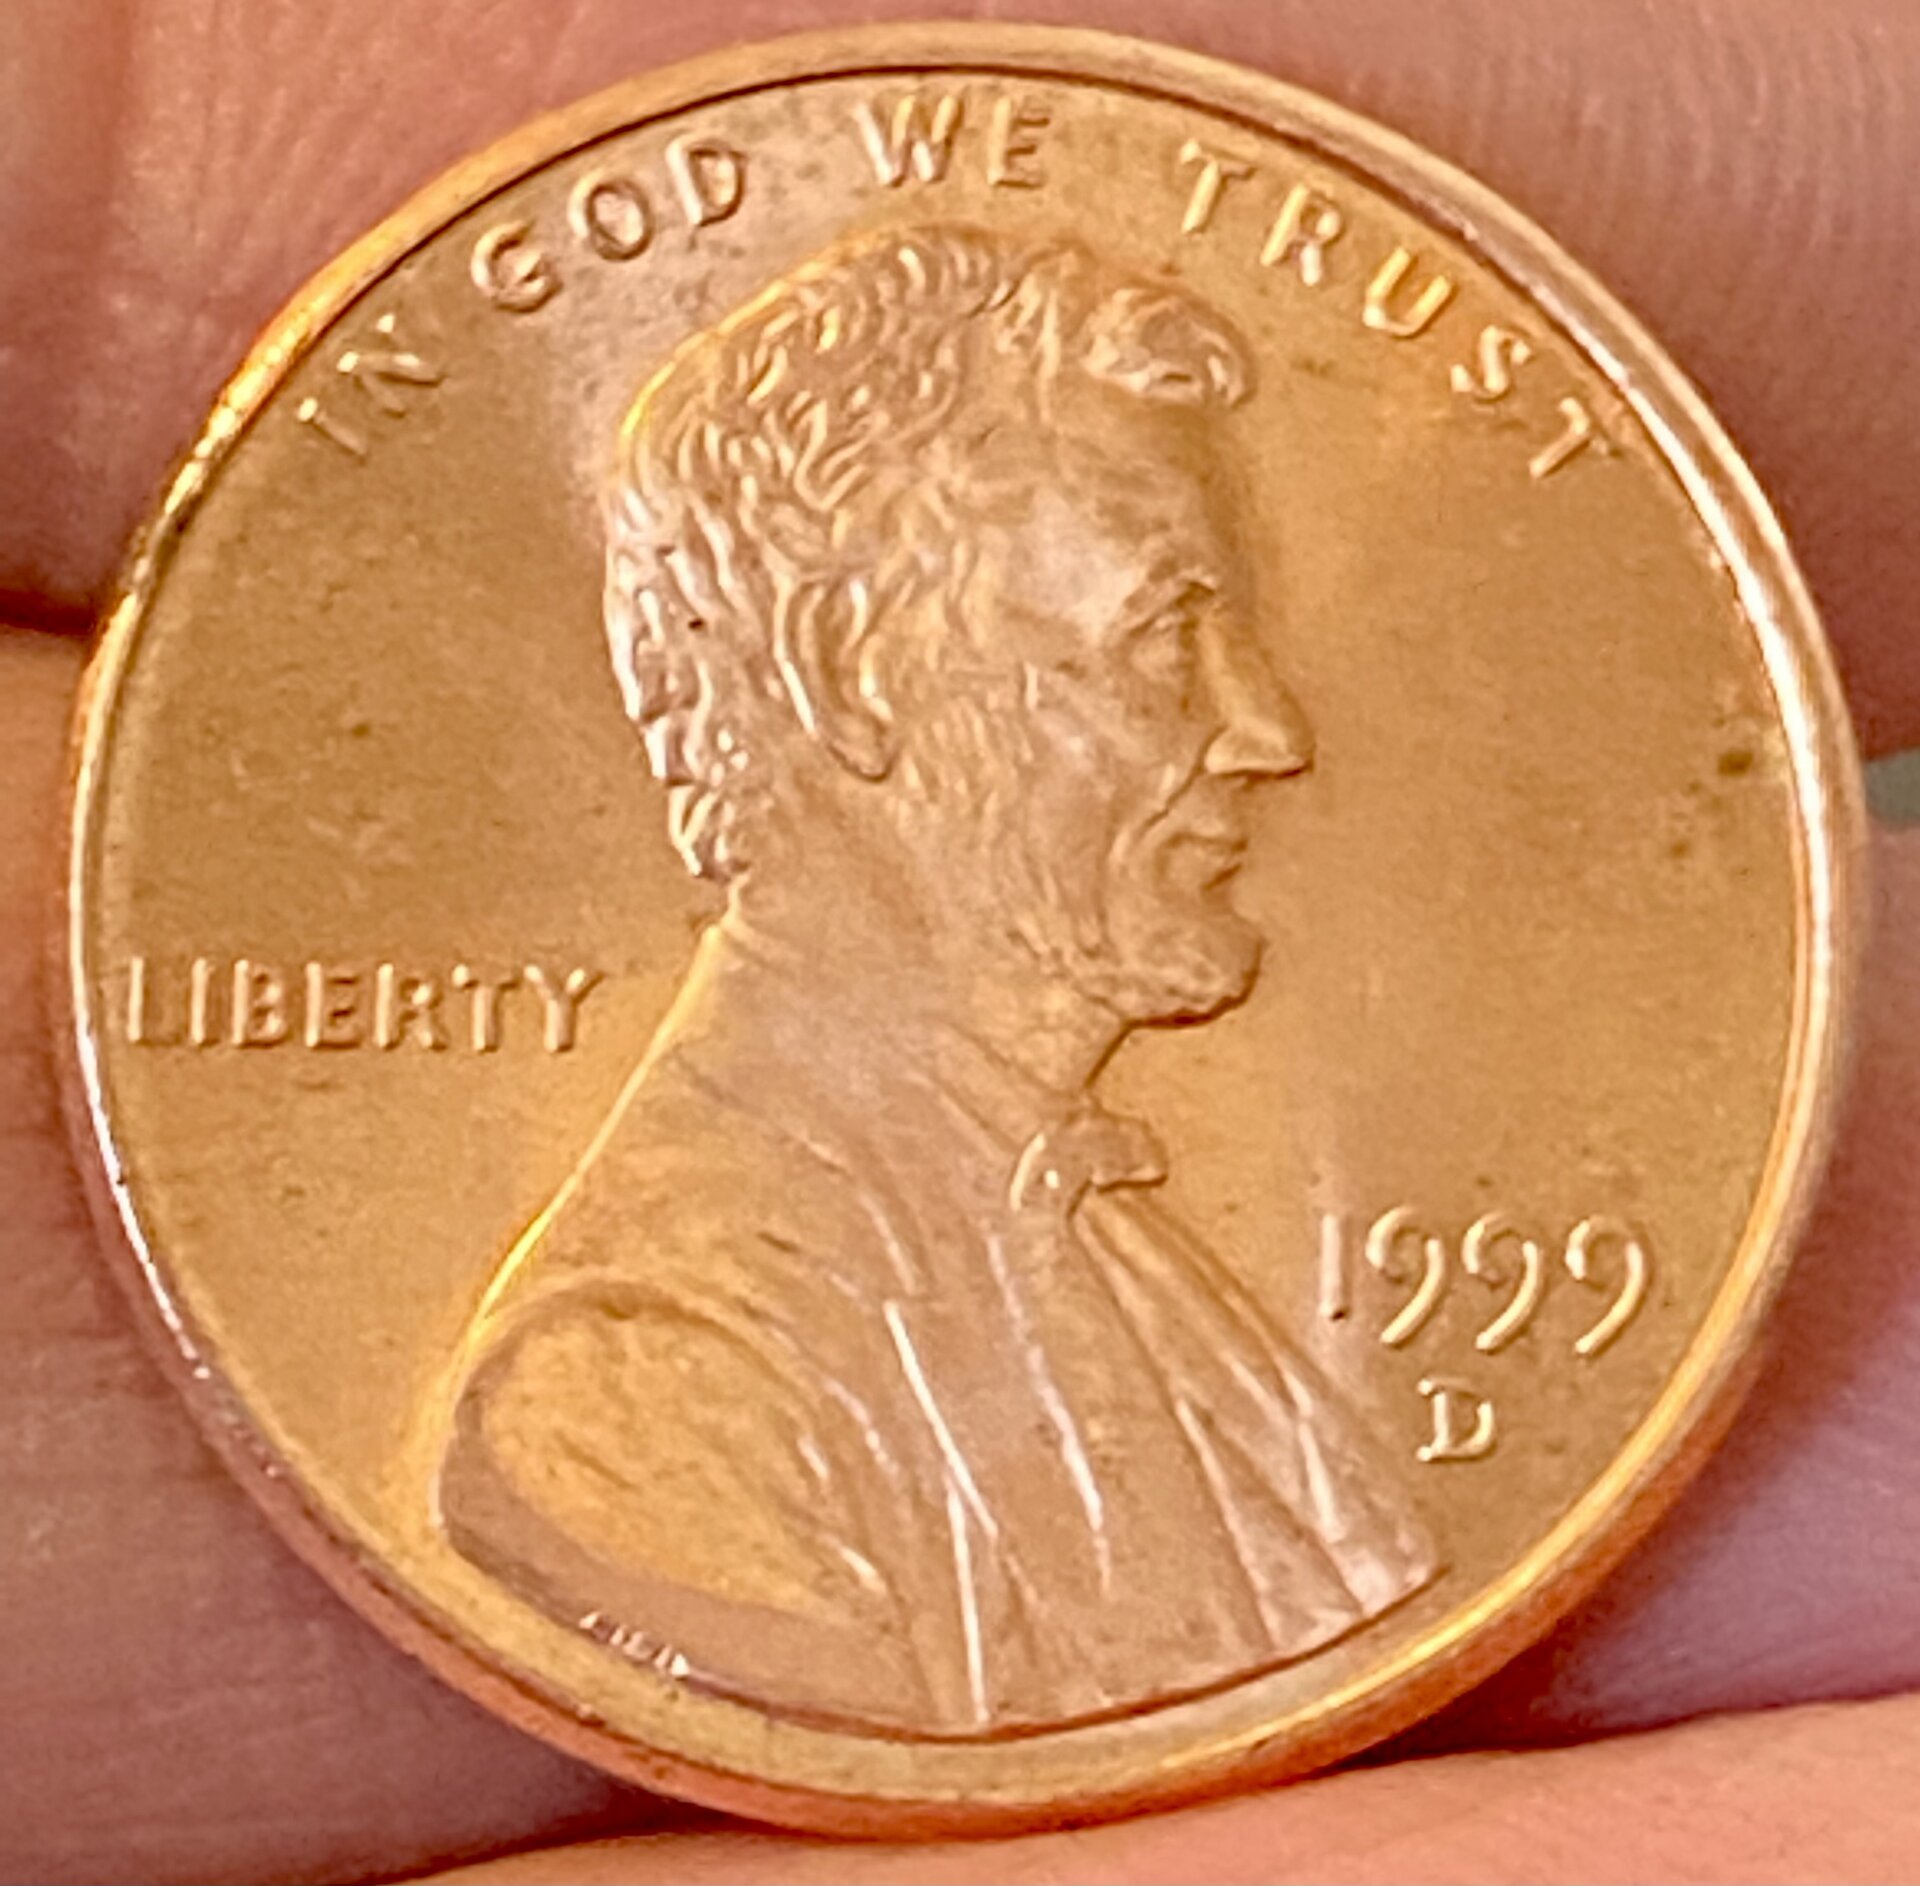 IN GOD WE TRUST
LIBERTY
1999
D